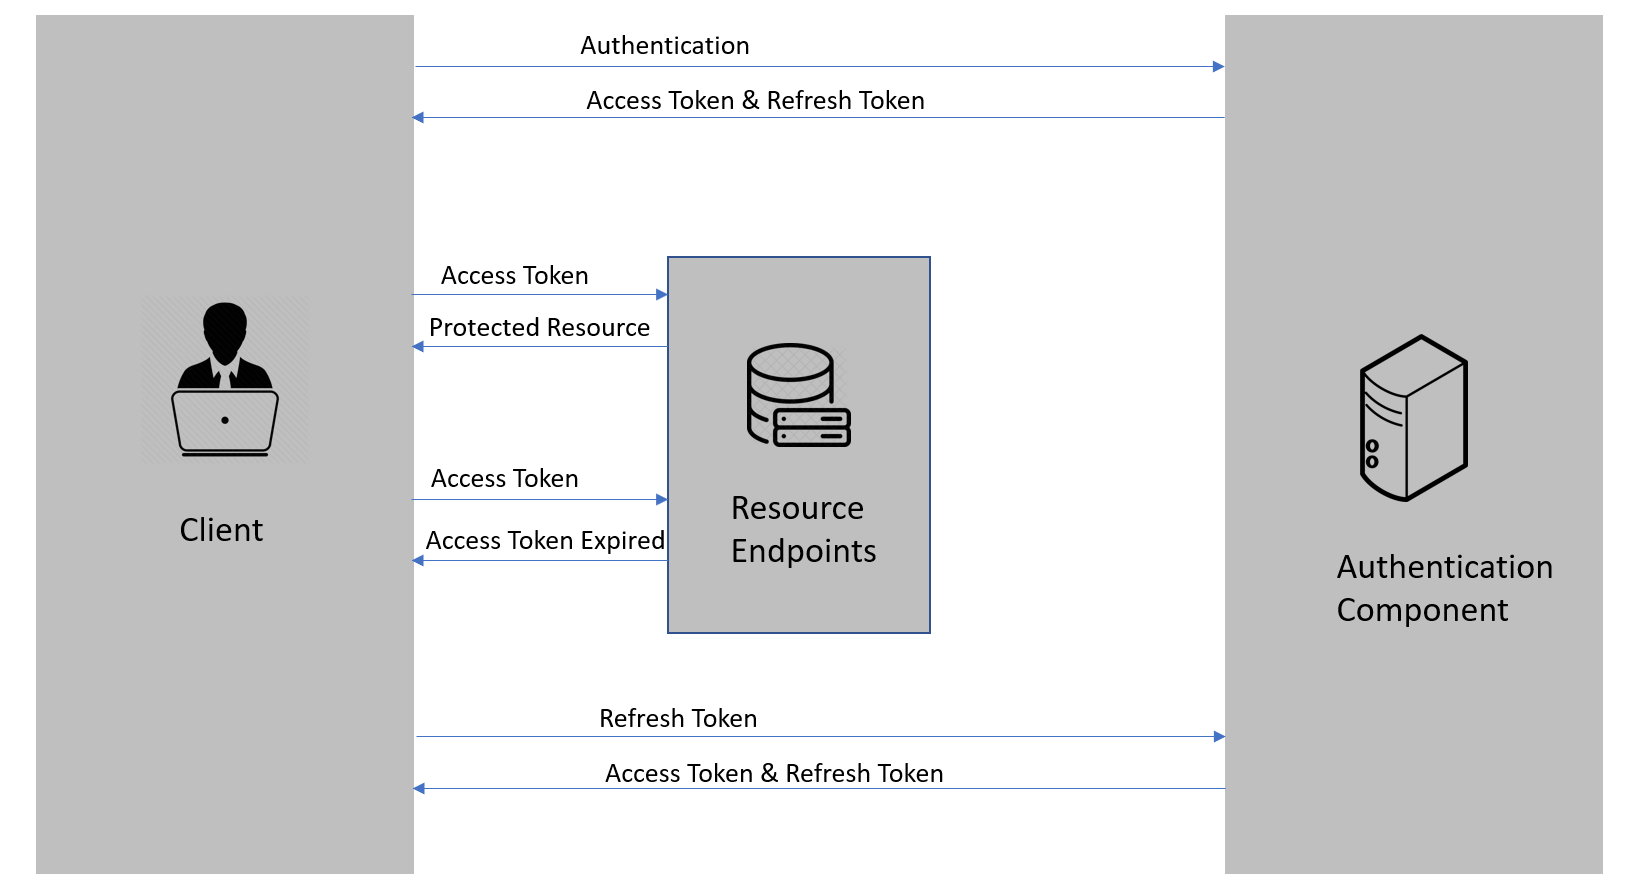 Authentication
Access Token & Refresh Token
Access Token
Protected Resource
Access Token
Access Token Expired
Resource
Endpoints
Client
Authentication
Component
Refresh Token
Access Token & Refresh Token